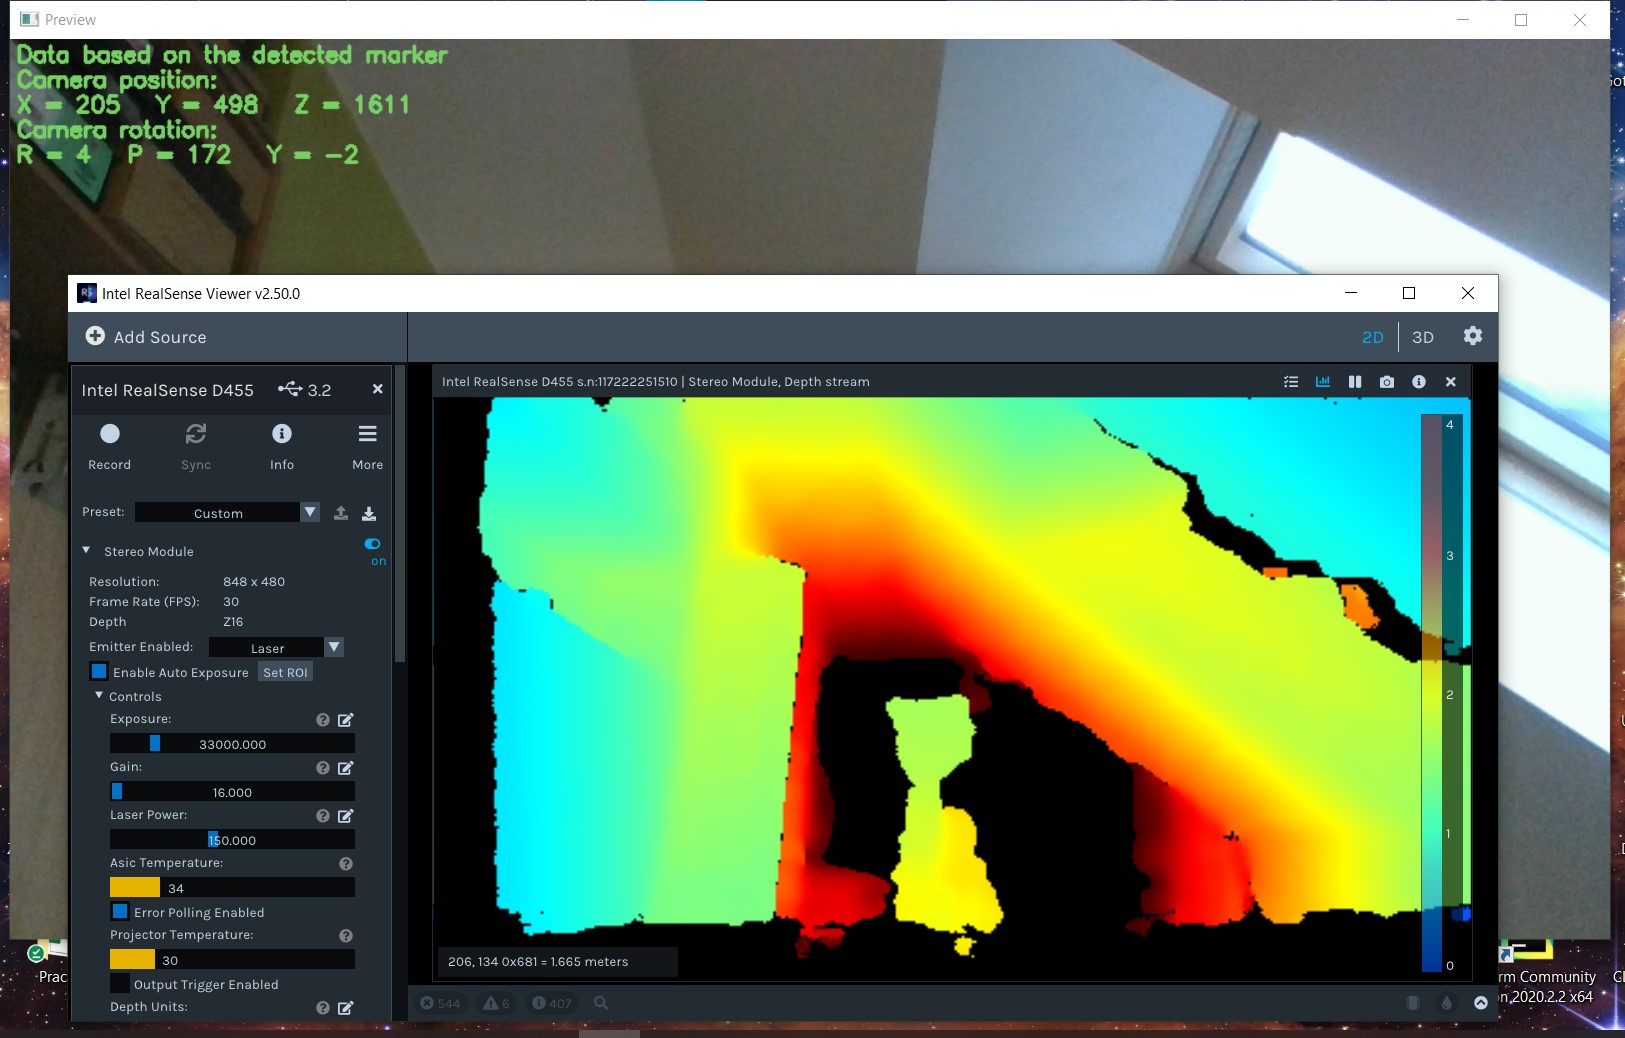 Preview
Data based on the detected marker
Camera position:
X = 205 Y = 498 Z = 1611
Camera rotation:
R = 4 P = 172 Y = -2
Intel RealSense Viewer v2.50.0
Add Source
2D 3D
Intel RealSense D455 3.2
Intel RealSense D455 s.n:117222251510 | Stereo Module, Depth stream
Record Sync Info More
Preset: Custom
Stereo Module
on
Resolution: 848 x 480
Frame Rate (FPS): 30
Depth Z16
Emitter Enabled: Laser
Enable Auto Exposure Set ROI
Controls
Exposure:
33000.000
Gain:
16.000
Laser Power:
150.000
Asic Temperature:
34
Error Polling Enabled
Projector Temperature:
30
Output Trigger Enabled
Depth Units:
4
3
2
1
0
206, 134 0x681 = 1.665 meters
544 6 407
Prac
rm Community
2020.2.2 x64